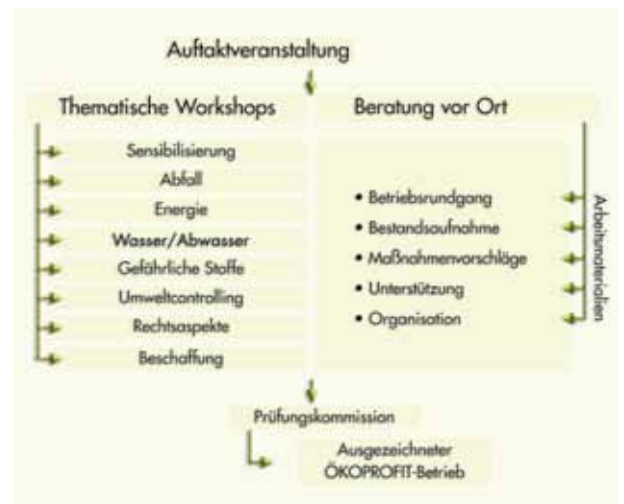 Auftaktveranstaltung
Thematische Workshops
Sensibilisierung
Abfall
Energie
Wasser/Abwasser
Gefährliche Stoffe
Umweltcontrolling
Rechtsaspekte
Beschaffung
Beratung vor Ort
• Betriebsrundgang
• Bestandsaufnahme
• Maßnahmenvorschläge
• Unterstützung
• Organisation
Arbeitsmaterialien
Prüfungskommission
Ausgezeichneter
ÖKOPROFIT-Betrieb